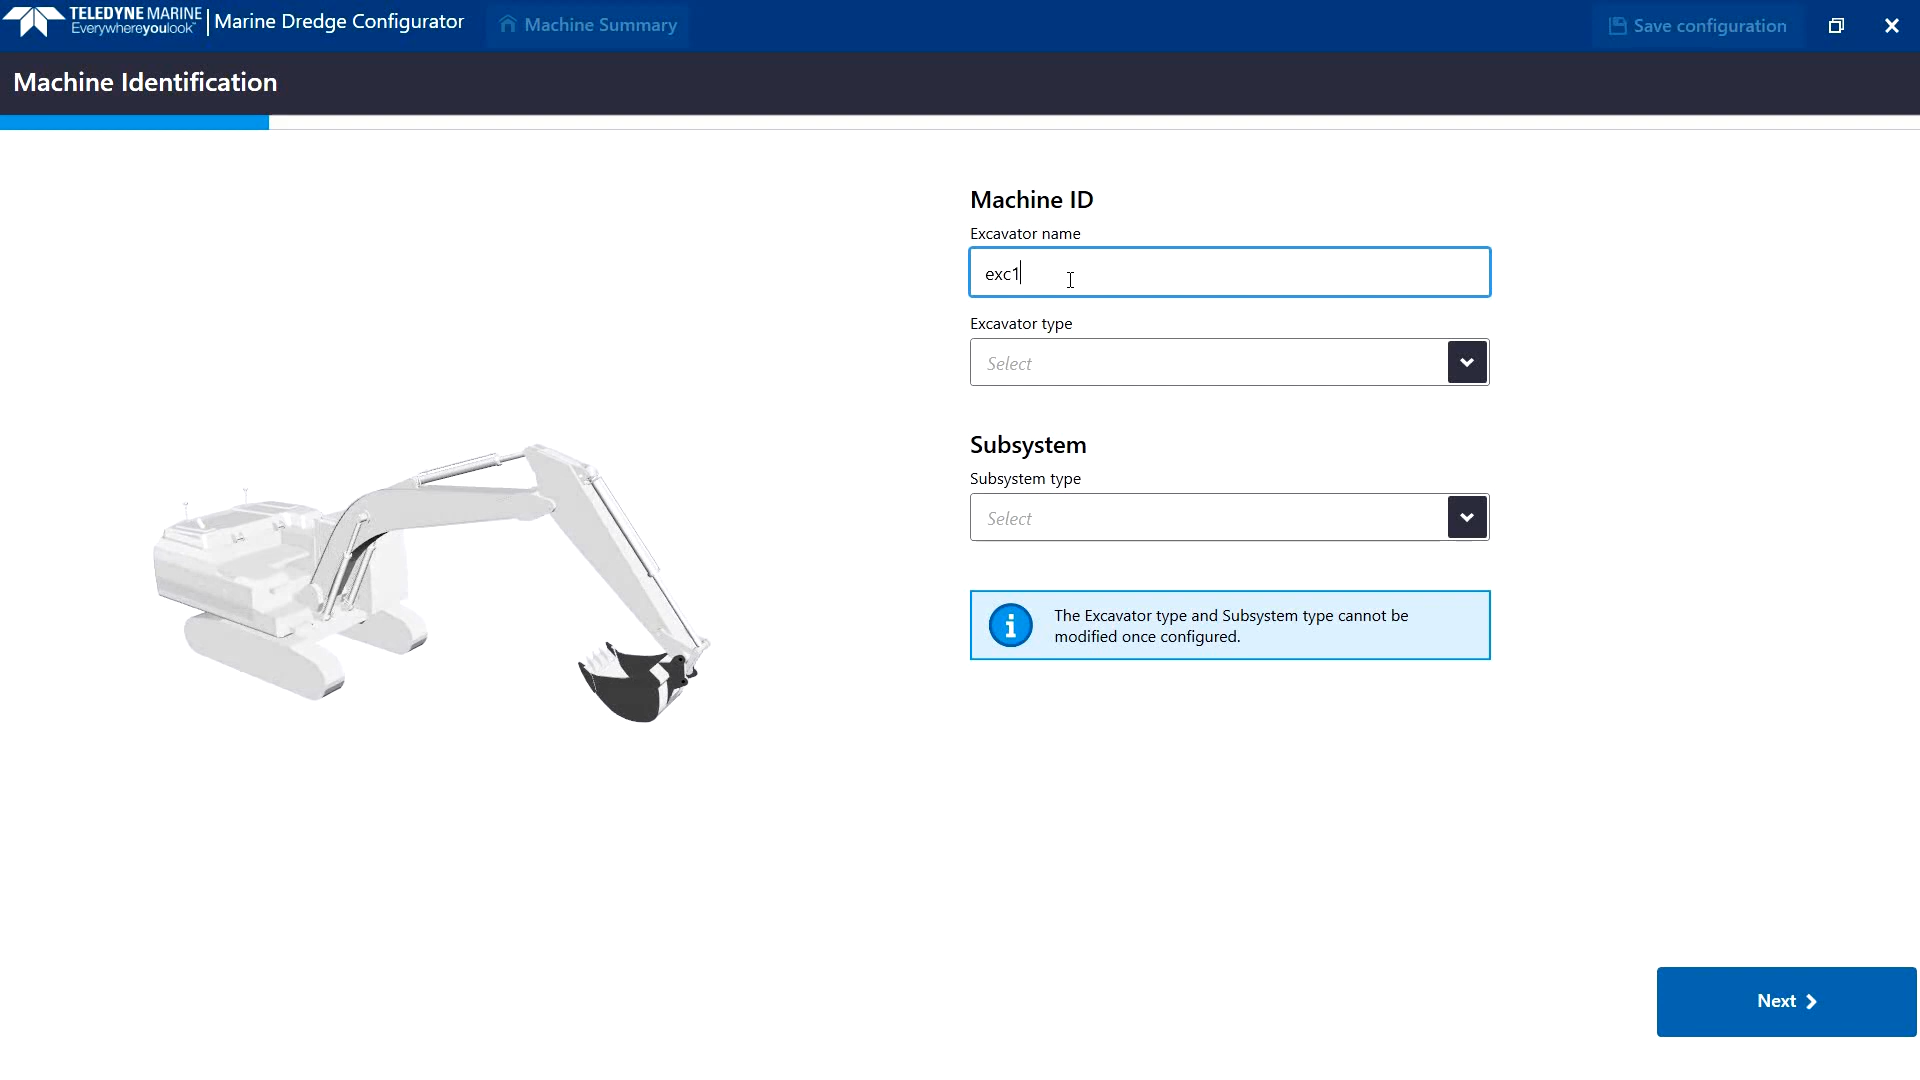 TELEDYNE MARINE
Everywhereyoulook™
Marine Dredge Configurator
Machine Summary
Save configuration
Machine Identification
Machine ID
Excavator name
exc1
Excavator type
Select
Subsystem
Subsystem type
Select
The Excavator type and Subsystem type cannot be
modified once configured.
Next